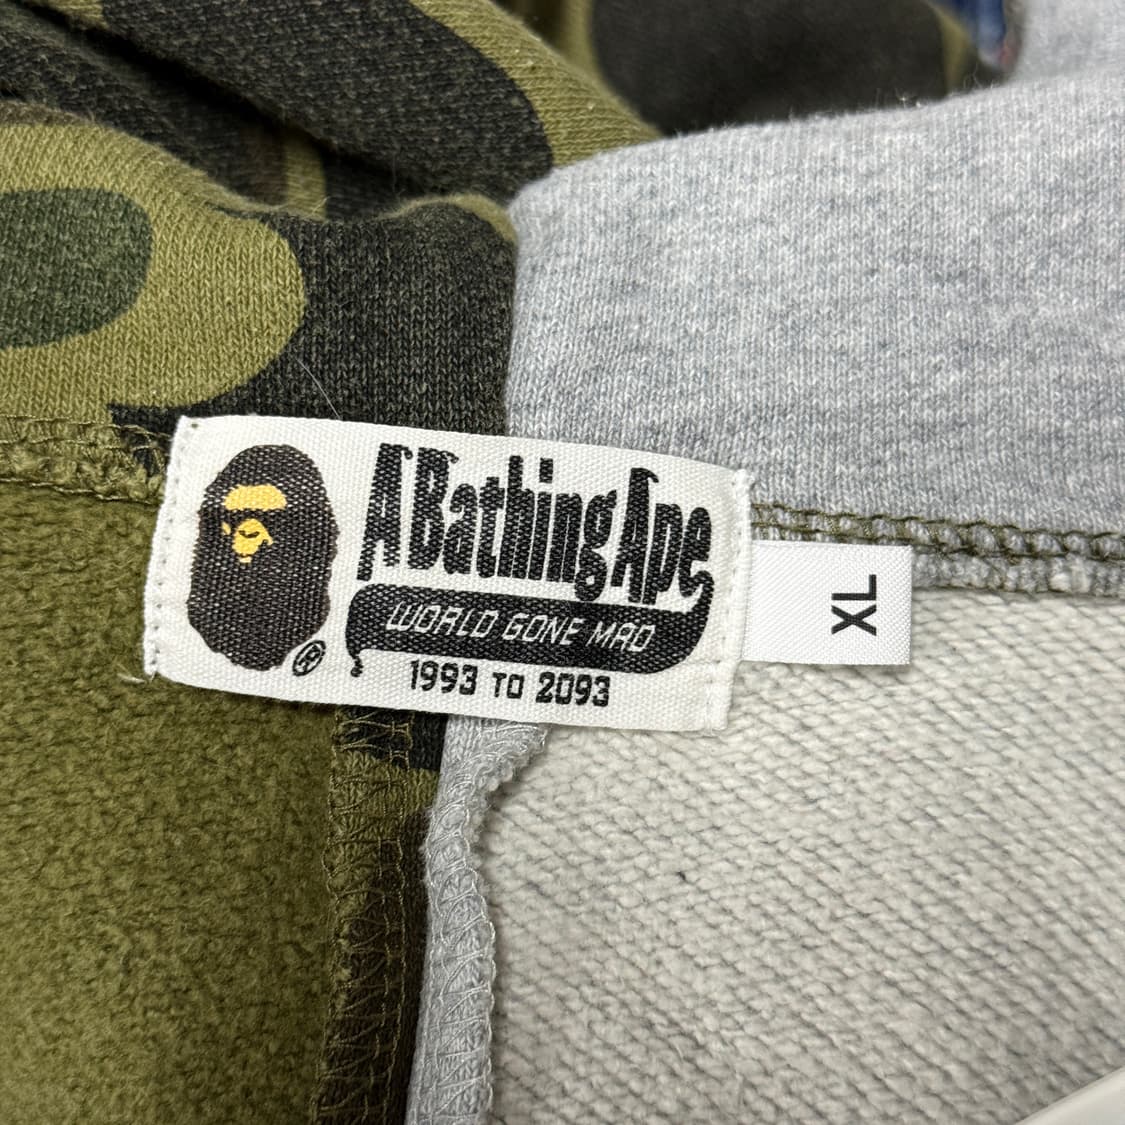 A Bathing Ape
WORLD GONE MAD
1993 TO 2093
®
XL